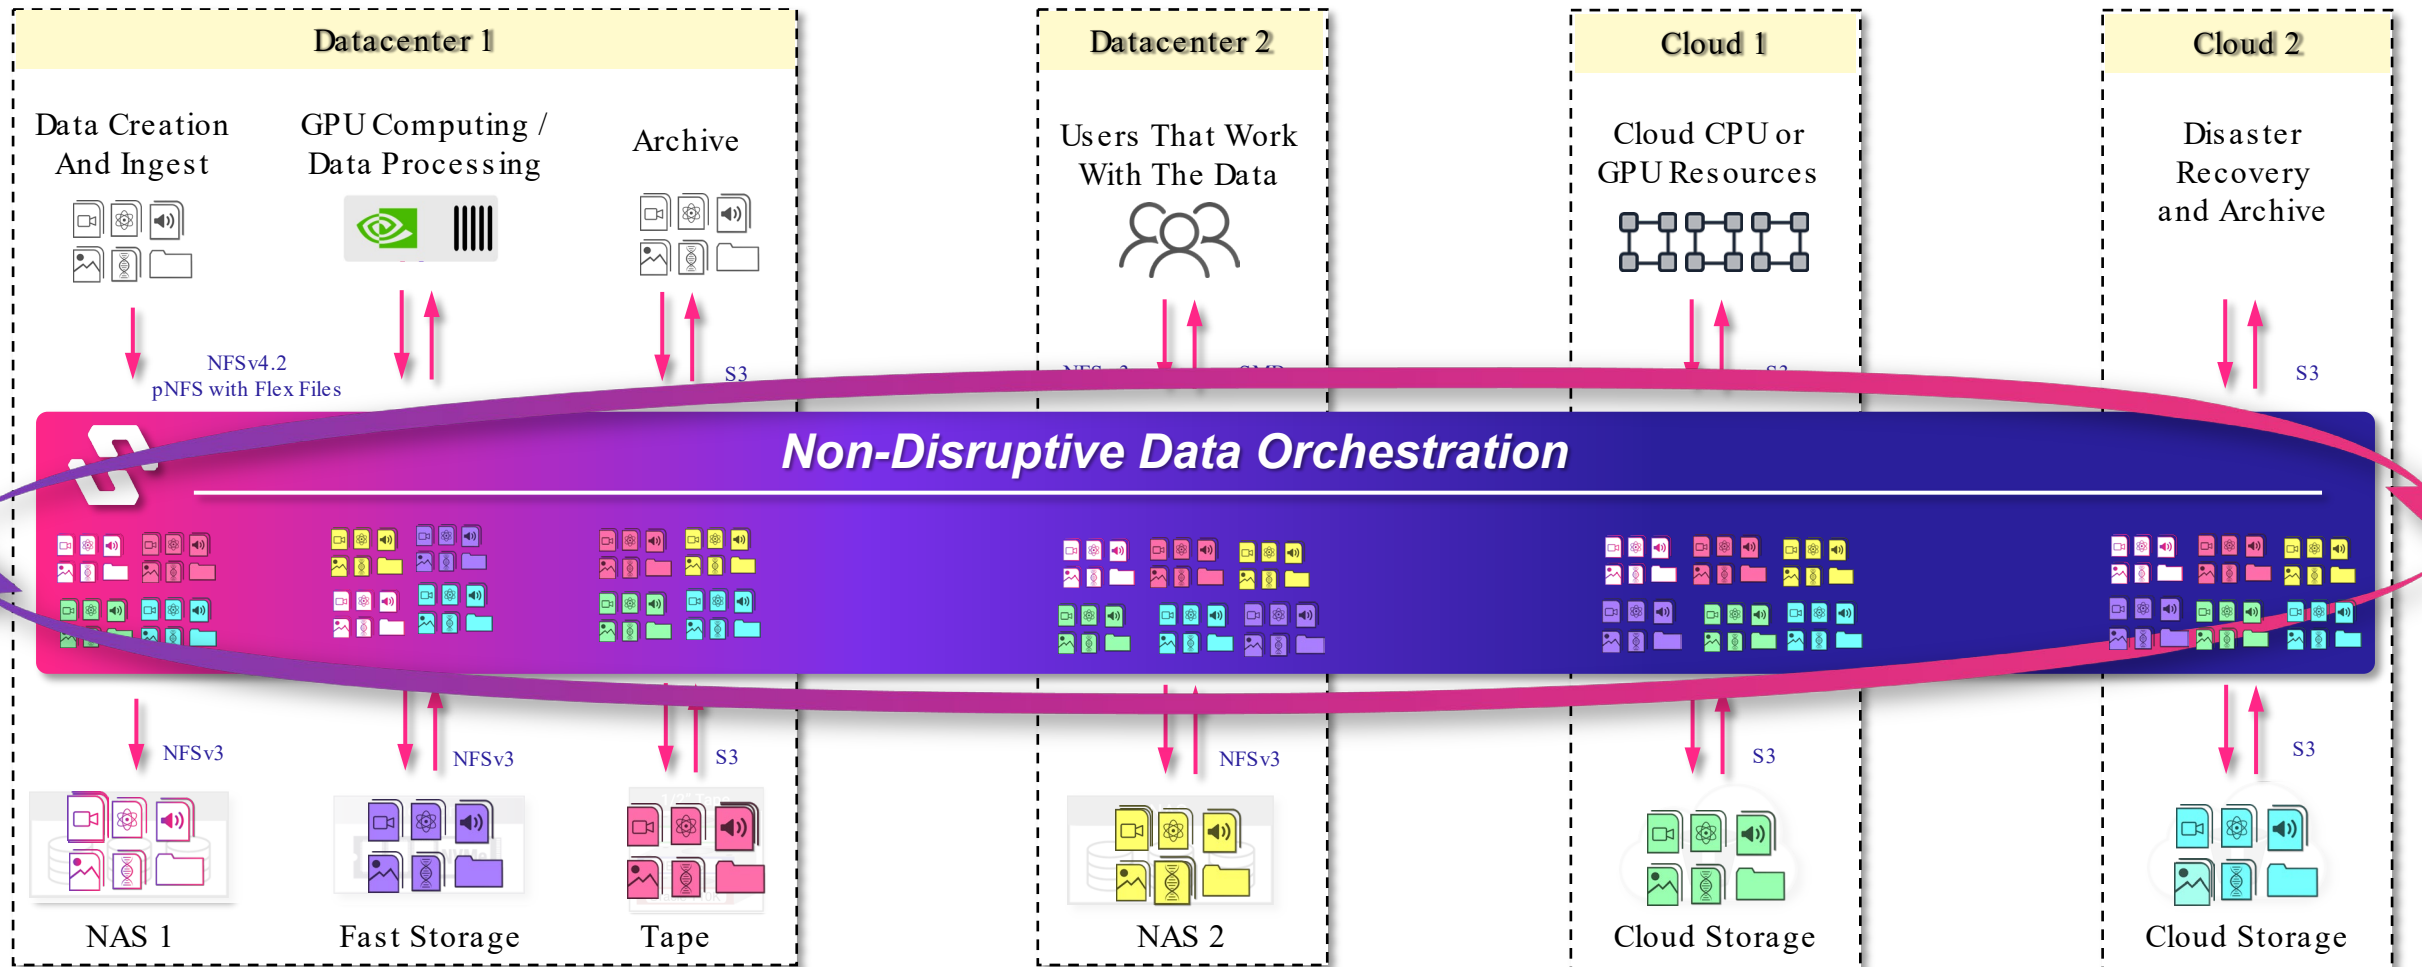 Datacenter 1
Datacenter 2
Cloud 1
Cloud 2
Data Creation
And Ingest
GPU Computing /
Data Processing
Archive
Users That Work
With The Data
Cloud CPU or
GPU Resources
Disaster
Recovery
and Archive
NFSv4.2
pNFS with Flex Files
S3
S3
S3
Non-Disruptive Data Orchestration
NFSv3
NFSv3
S3
NFSv3
S3
S3
NAS 1
Fast Storage
Tape
NAS 2
Cloud Storage
Cloud Storage